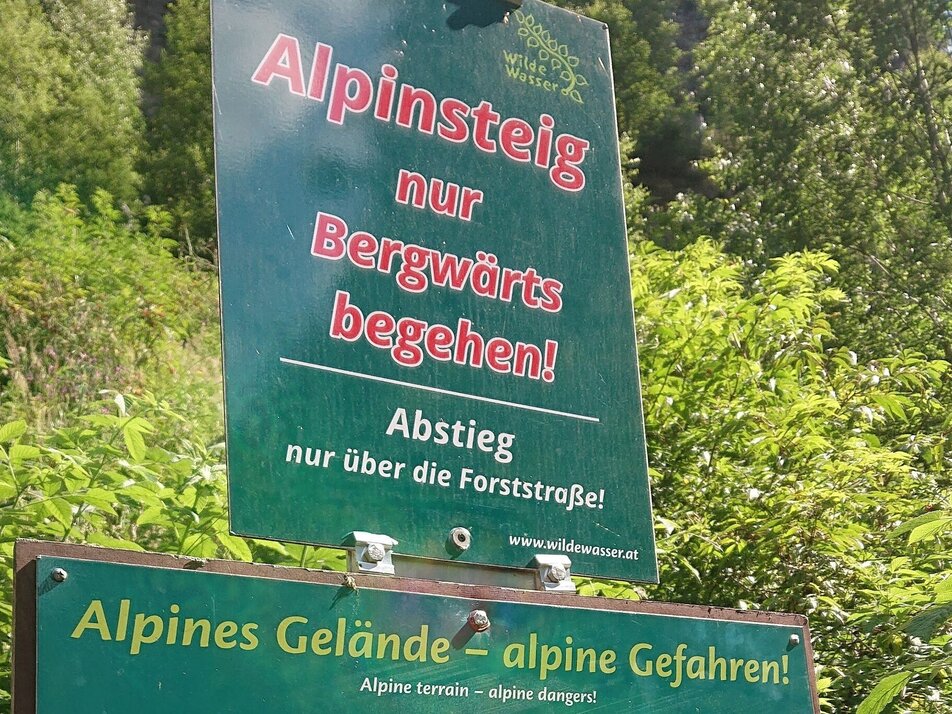 Wilde
Wasser
Alpinsteig
nur
Bergwärts
begehen!
Abstieg
nur über die Forststraße!
www.wildewasser.at
Alpines Gelände – alpine Gefahren!
Alpine terrain – alpine dangers!